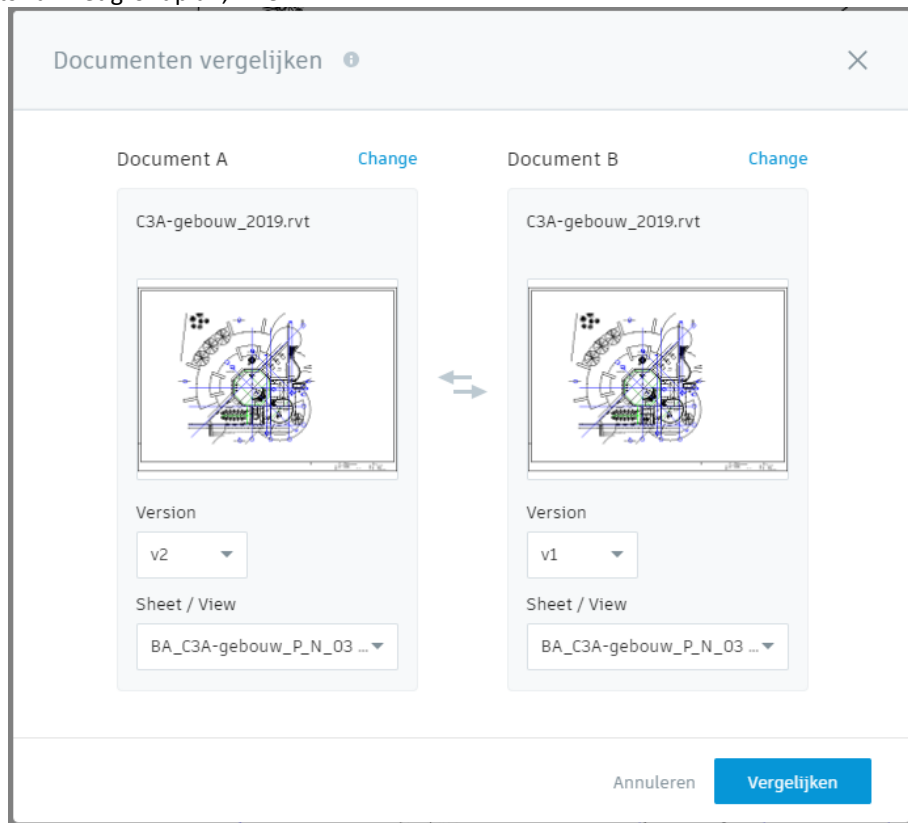 Documenten vergelijken
Document A Change
Document B Change
C3A-gebouw_2019.rvt
C3A-gebouw_2019.rvt
Version
v2
Version
v1
Sheet / View
BA_C3A-gebouw_P_N_03 ...
Sheet / View
BA_C3A-gebouw_P_N_03 ...
Annuleren Vergelijken